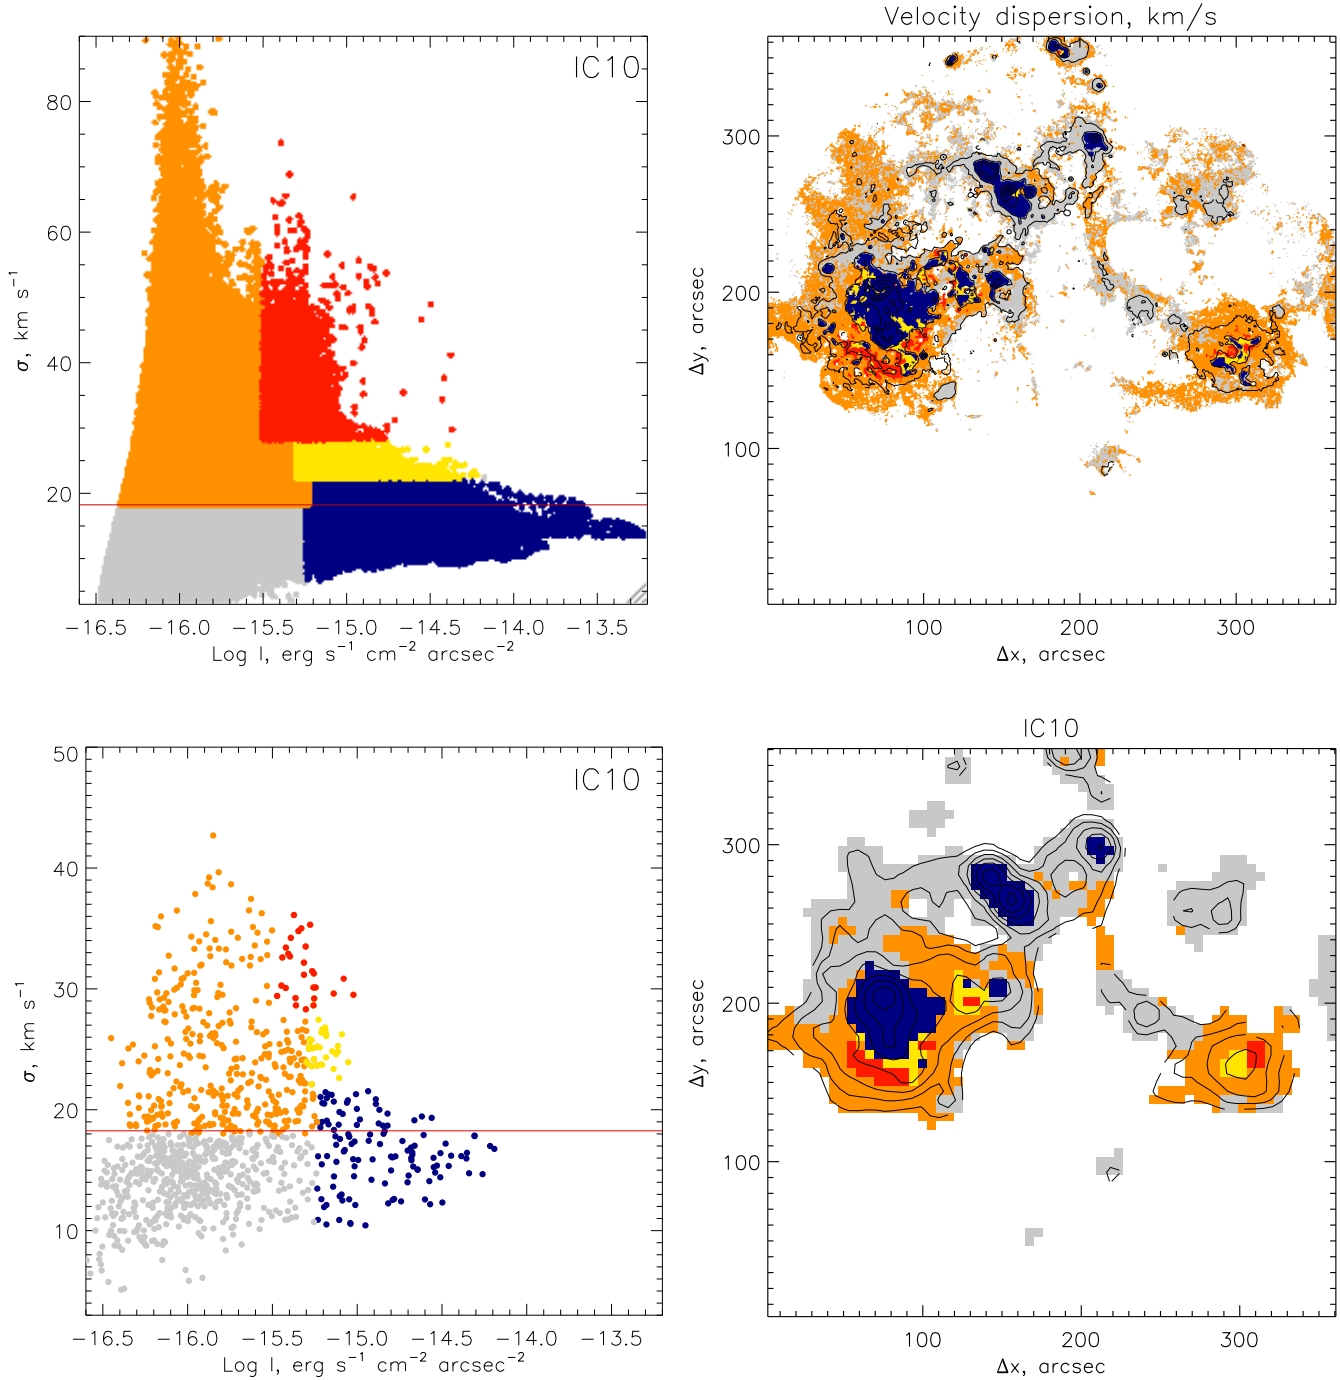 Velocity dispersion, km/s
IC10
80
60
40
20
σ, km s⁻¹
−16.5 −16.0 −15.5 −15.0 −14.5 −14.0 −13.5
Log I, erg s⁻¹ cm⁻² arcsec⁻²
300
200
100
Δy, arcsec
100 200 300
Δx, arcsec
IC10
50
40
30
20
10
σ, km s⁻¹
IC10
−16.5 −16.0 −15.5 −15.0 −14.5 −14.0 −13.5
Log I, erg s⁻¹ cm⁻² arcsec⁻²
300
200
100
Δy, arcsec
100 200 300
Δx, arcsec